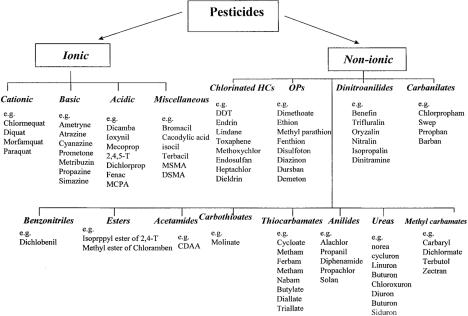 Pesticides
Ionic
Non-ionic
Cationic
e.g.
Chlormequat
Diquat
Morfamquat
Paraquat
Basic
e.g.
Ametryne
Atrazine
Cyanazine
Prometone
Metribuzin
Propazine
Simazine
Acidic
e.g.
Dicamba
Ioxynil
Mecoprop
2,4,5-T
Dichlorprop
Fenac
MCPA
Miscellaneous
e.g.
Bromacil
Cacodylic acid
isocil
Terbacil
MSMA
DSMA
Chlorinated HCs
e.g.
DDT
Endrin
Lindane
Toxaphene
Methoxychlor
Endosulfan
Heptachlor
Dieldrin
OPs
e.g.
Dimethoate
Ethion
Methyl parathion
Fenthion
Disulfoton
Diazinon
Dursban
Demeton
Dinitroanilides
e.g.
Benefin
Trifluralin
Oryzalin
Nitralin
Isopropalin
Dinitramine
Carbanilates
e.g.
Chlorpropham
Swep
Prrophan
Barban
Benzonitriles
e.g.
Dichlobenil
Esters
e.g.
Isoprppyl ester of 2,4-T
Methyl ester of Chloramben
Acetamides
e.g.
CDAA
Carbothloates
e.g.
Molinate
Thiocarbamates
e.g.
Cycloate
Metham
Ferbam
Metham
Nabam
Butylate
Diallate
Triallate
Anilides
e.g.
Alachlor
Propanil
Diphenamide
Propachlor
Solan
Ureas
e.g.
norea
cycluron
Linuron
Buturon
Chloroxuron
Diuron
Buturon
Siduron
Methyl carbamates
e.g.
Carbaryl
Dichlormate
Terbutol
Zectran